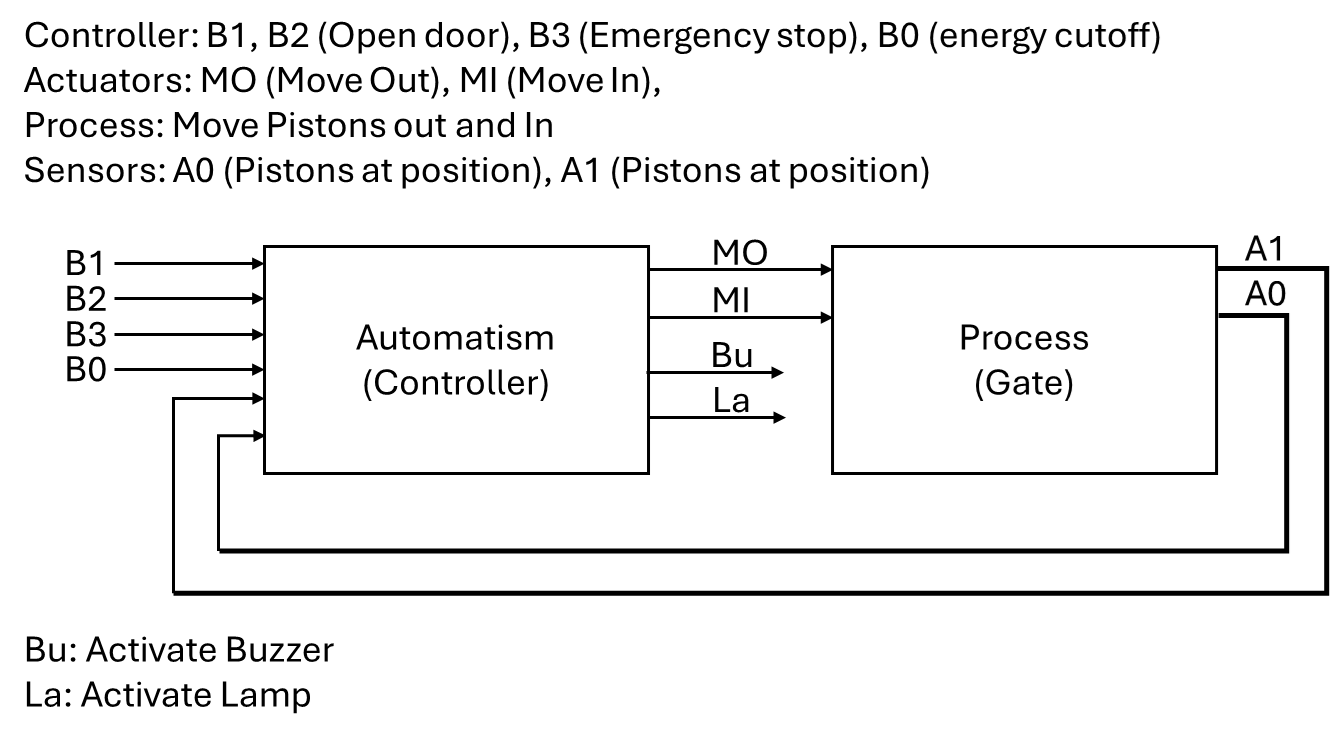 Controller: B1, B2 (Open door), B3 (Emergency stop), B0 (energy cutoff)
Actuators: MO (Move Out), MI (Move In),
Process: Move Pistons out and In
Sensors: A0 (Pistons at position), A1 (Pistons at position)
B1
B2
B3
B0
Automatism
(Controller)
MO
MI
Bu
La
Process
(Gate)
A1
A0
Bu: Activate Buzzer
La: Activate Lamp